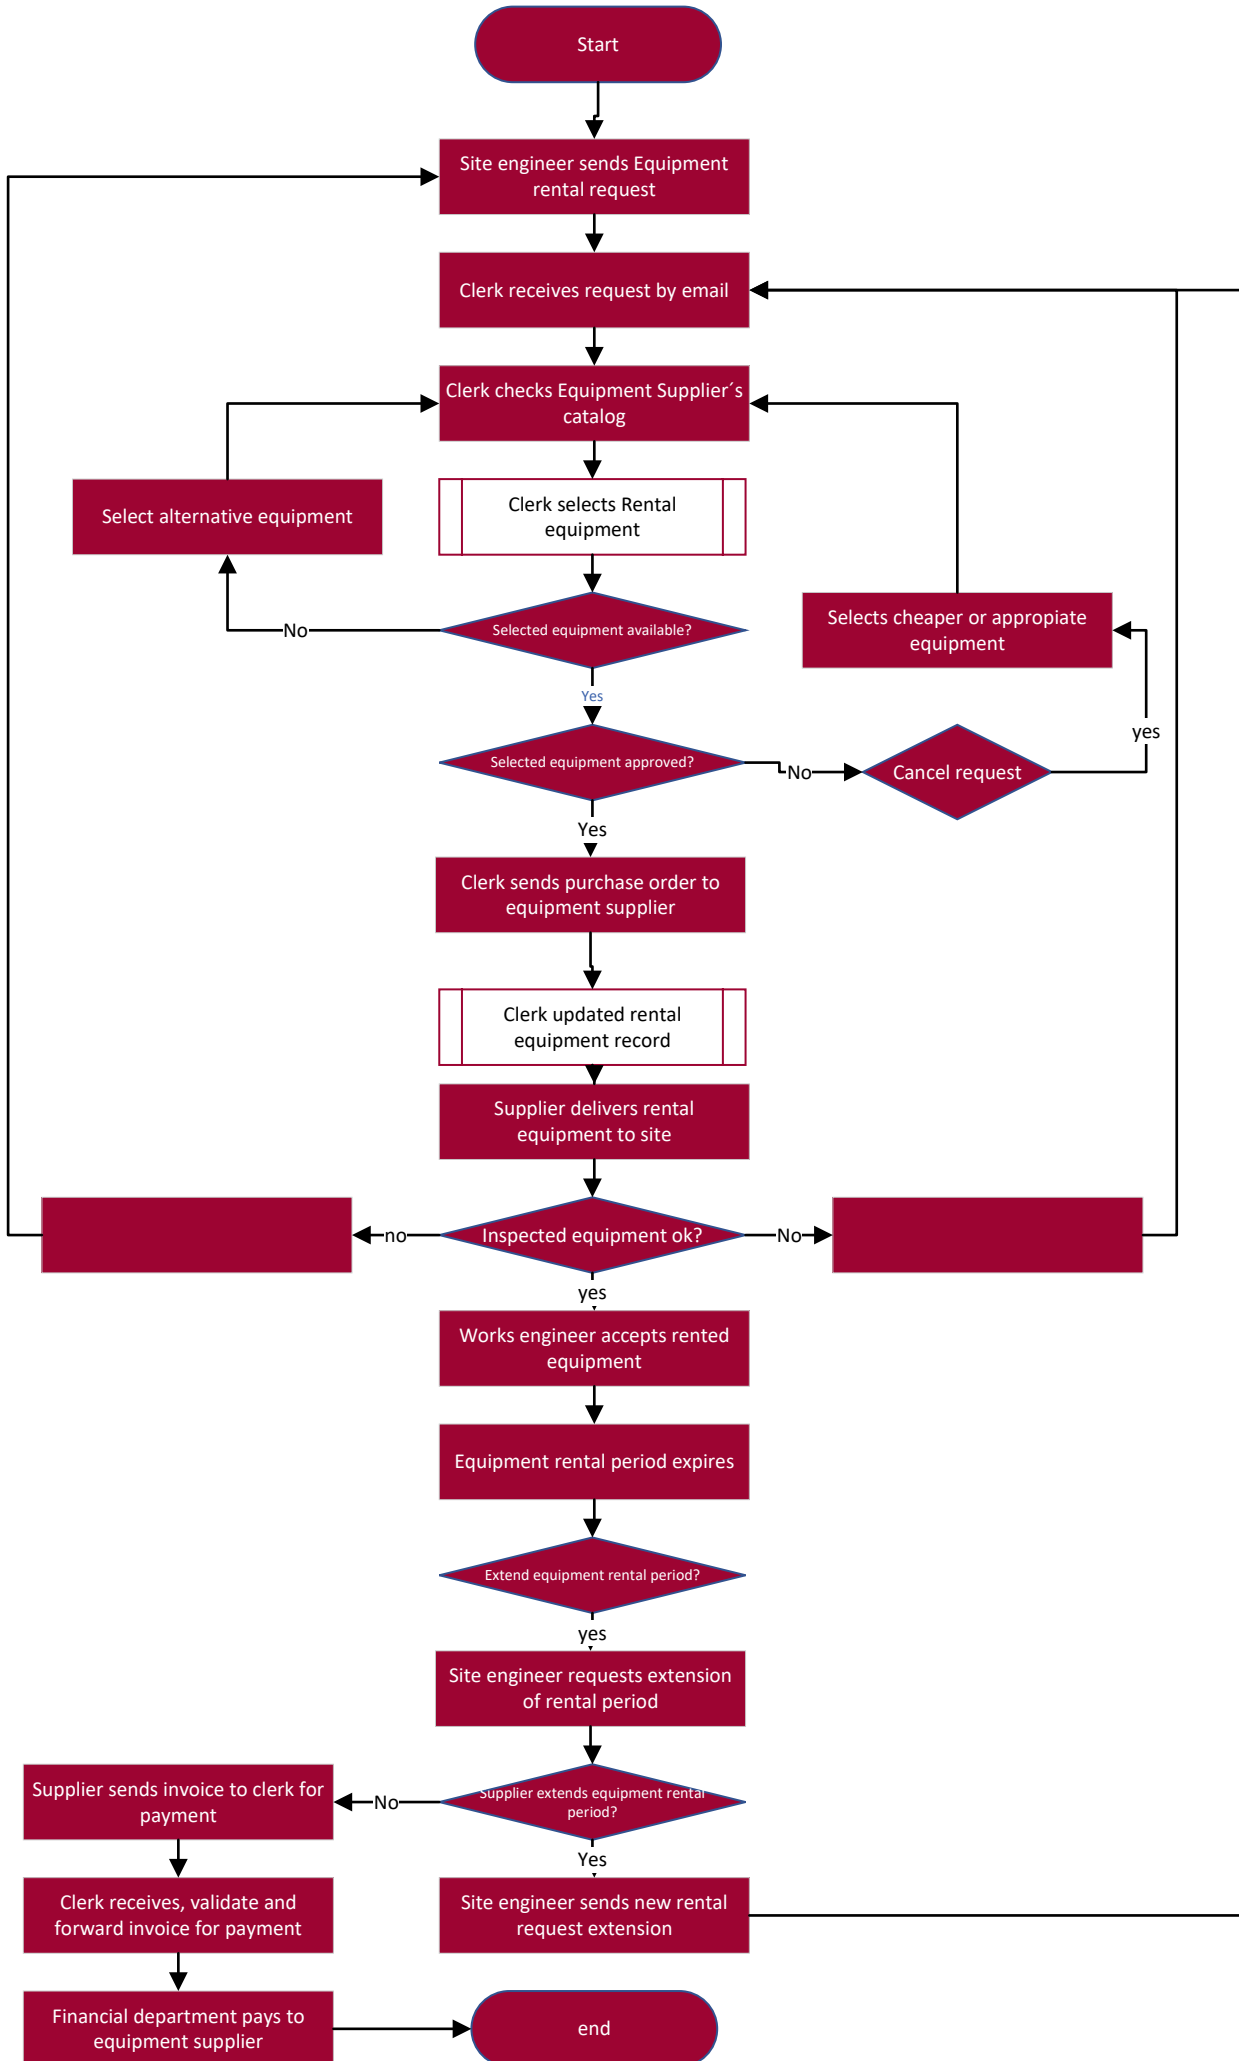 Start
Site engineer sends Equipment
rental request
Clerk receives request by email
Clerk checks Equipment Supplier´s
catalog
Select alternative equipment
Clerk selects Rental
equipment
No
Selected equipment available?
Selects cheaper or appropiate
equipment
Yes
yes
Selected equipment approved?
No
Cancel request
Yes
Clerk sends purchase order to
equipment supplier
Clerk updated rental
equipment record
Supplier delivers rental
equipment to site
no
Inspected equipment ok?
No
yes
Works engineer accepts rented
equipment
Equipment rental period expires
Extend equipment rental period?
yes
Site engineer requests extension
of rental period
Supplier sends invoice to clerk for
payment
No
Supplier extends equipment rental
period?
Yes
Clerk receives, validate and
forward invoice for payment
Site engineer sends new rental
request extension
Financial department pays to
equipment supplier
end